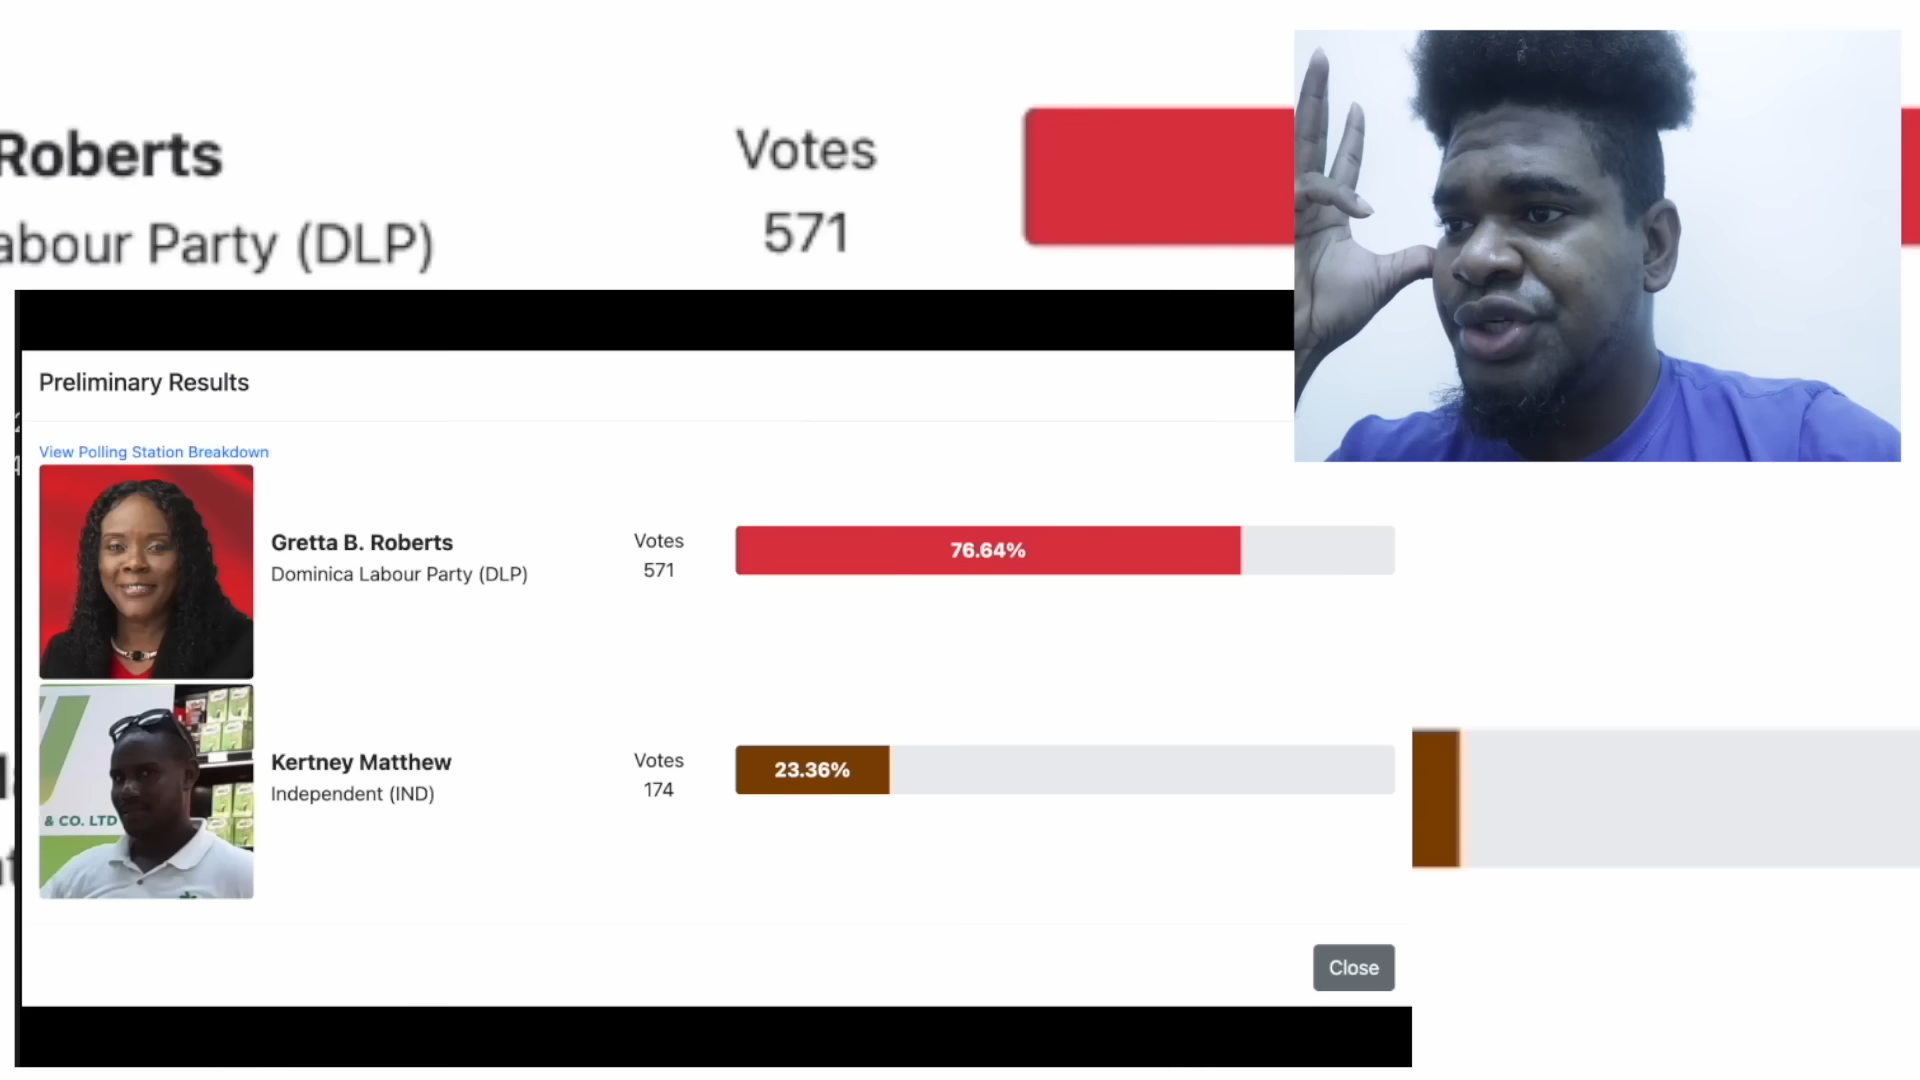 Roberts
abour Party (DLP)
Votes
571
Preliminary Results
View Polling Station Breakdown
Gretta B. Roberts
Dominica Labour Party (DLP)
Votes
571
76.64%
& CO. LTD
Kertney Matthew
Independent (IND)
Votes
174
23.36%
Close